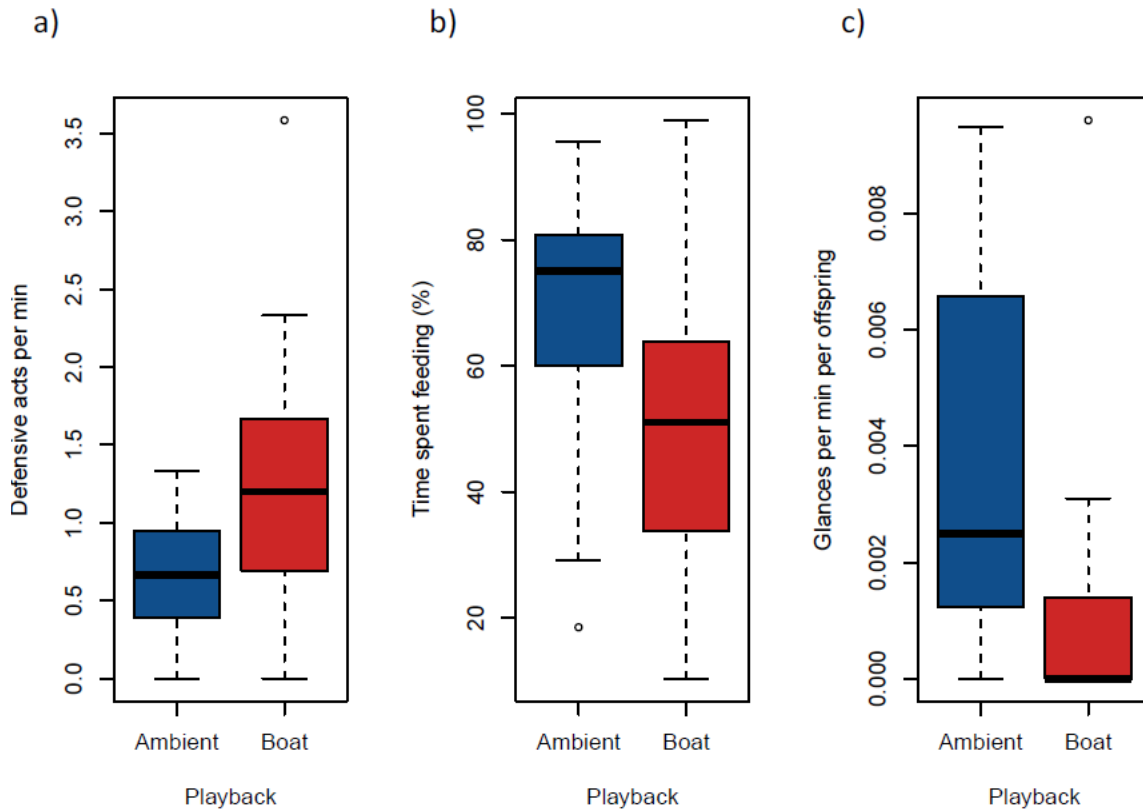 a)
Defensive acts per min
3.5
3.0
2.5
2.0
1.5
1.0
0.5
0.0
Ambient Boat
Playback
b)
Time spent feeding (%)
100
80
60
40
20
Ambient Boat
Playback
c)
Glances per min per offspring
0.008
0.006
0.004
0.002
0.000
Ambient Boat
Playback